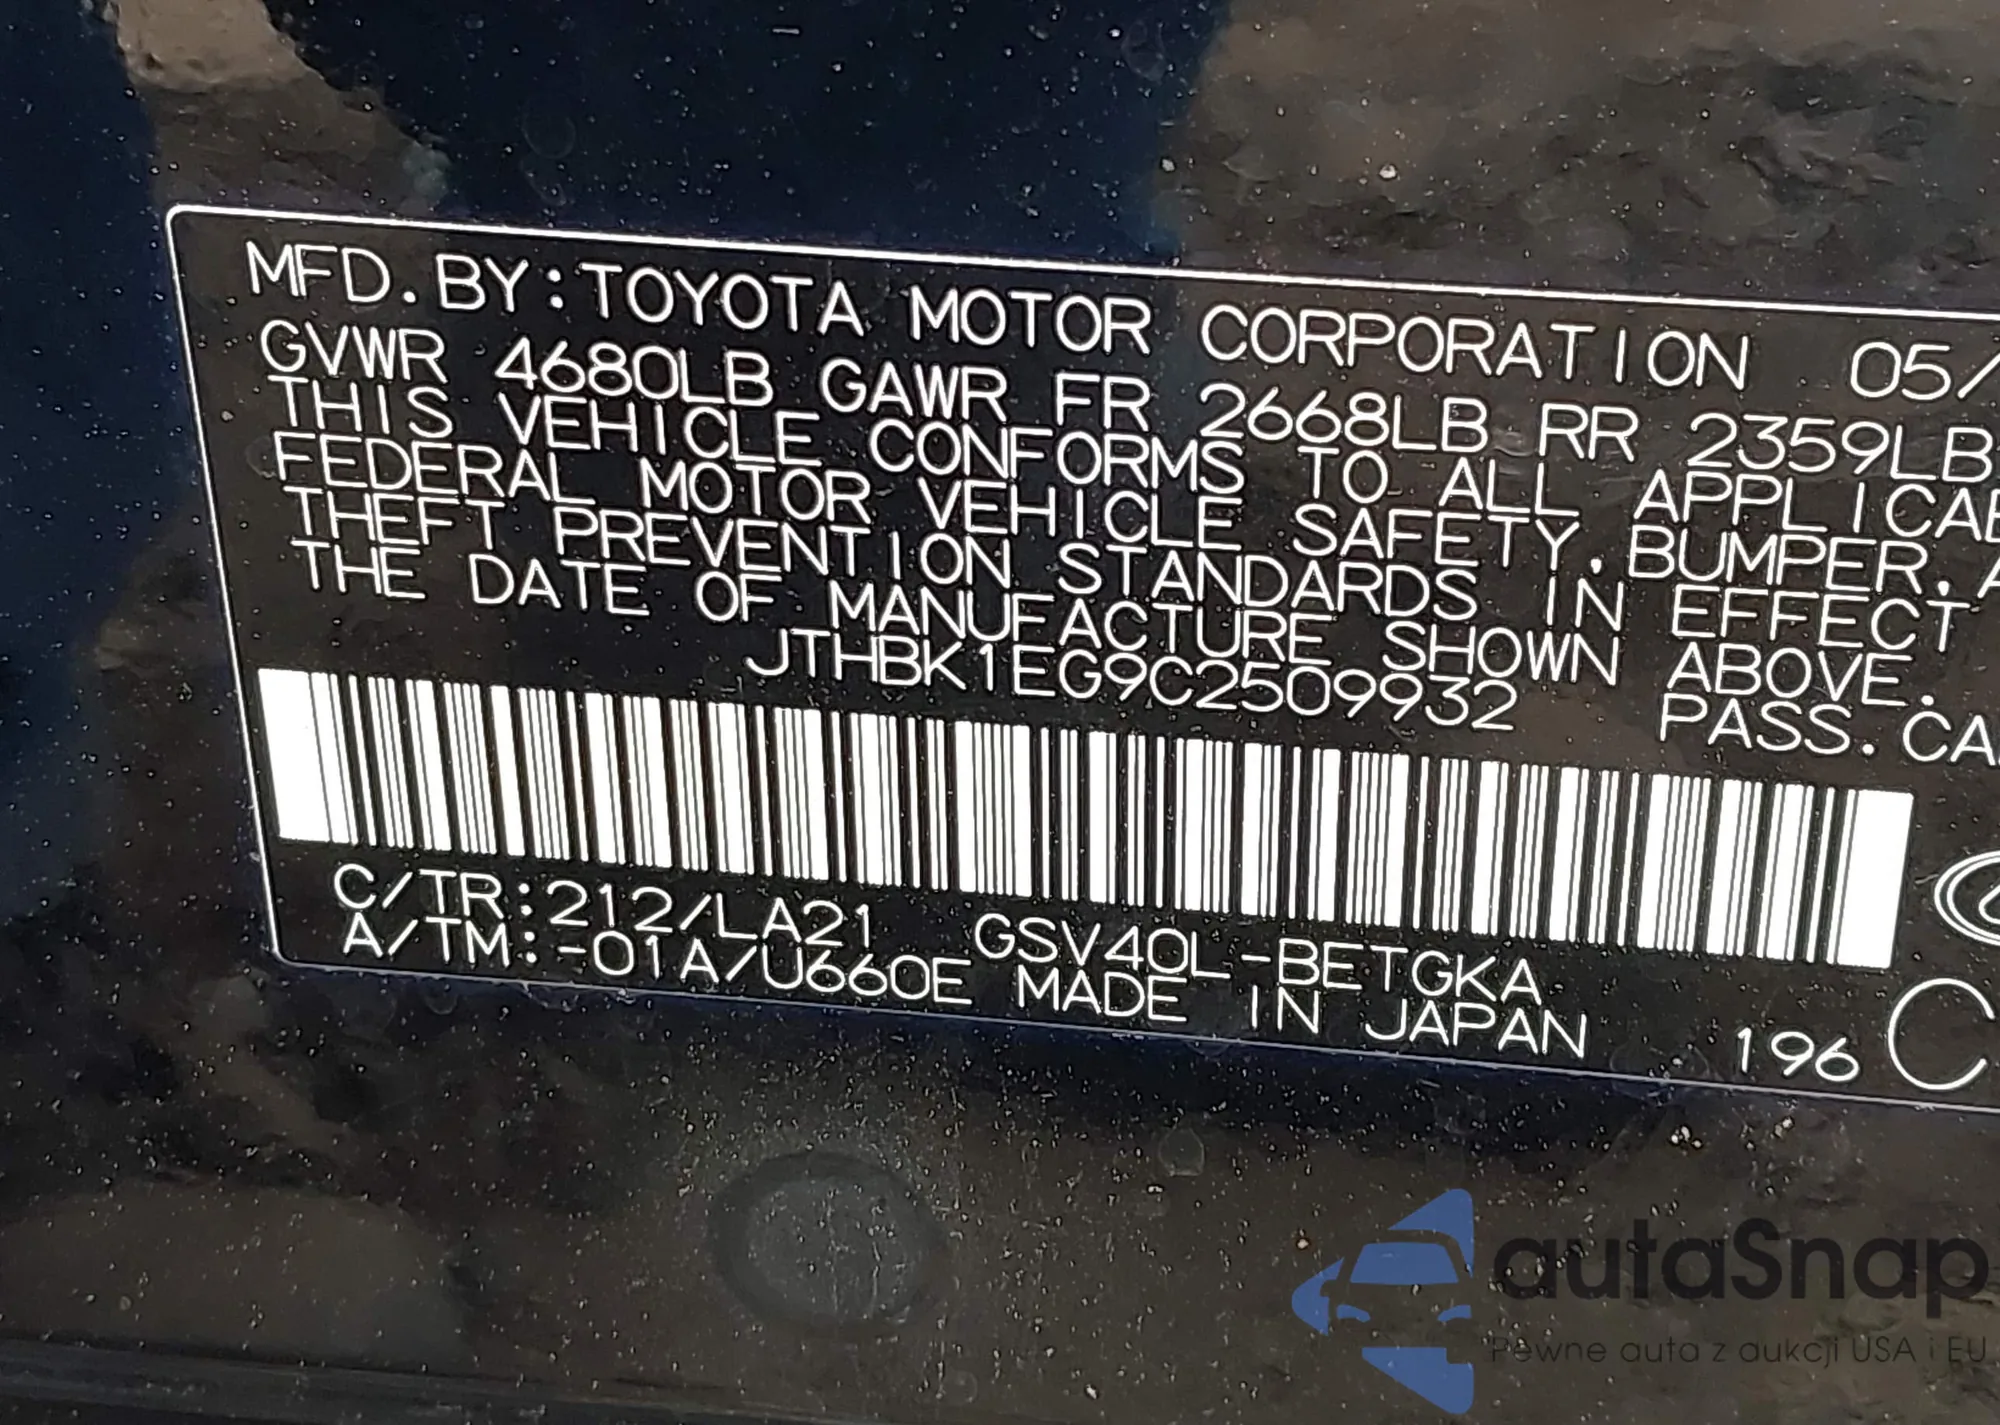 MFD.BY:TOYOTA MOTOR CORPORATION 05/
GVWR 4680LB GAWR FR 2668LB RR 2359LB
THIS VEHICLE CONFORMS TO ALL APPLICAB
FEDERAL MOTOR VEHICLE SAFETY,BUMPER, A
THEFT PREVENTION STANDARDS IN EFFECT
THE DATE OF MANUFACTURE SHOWN ABOVE.
JTHBK1EG9C2509932 PASS.CA
C/TR:212/LA21 GSV40L-BETGKA
A/TM:-01A/U660E MADE IN JAPAN 196 C
autaSnap
Pewne auta z aukcji USA i EU